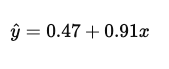 ŷ = 0.47 + 0.91x